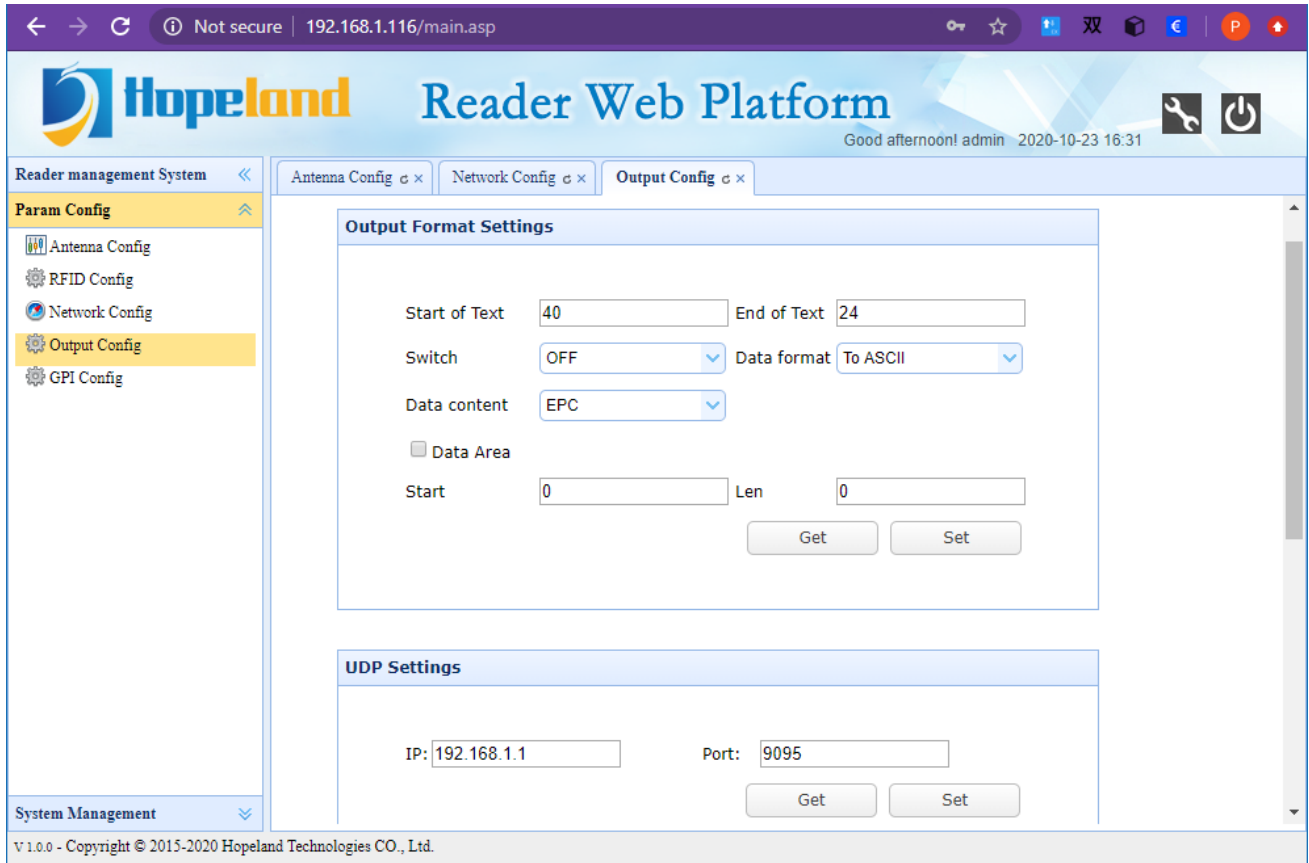 Not secure | 192.168.1.116/main.asp 双 € P
Hopeland Reader Web Platform
Good afternoon! admin 2020-10-23 16:31
Reader management System
Antenna Config Network Config Output Config
Param Config
Antenna Config
RFID Config
Network Config
Output Config
GPI Config
Output Format Settings
Start of Text 40 End of Text 24
Switch OFF Data format To ASCII
Data content EPC
Data Area
Start 0 Len 0
Get Set
UDP Settings
IP: 192.168.1.1 Port: 9095
Get Set
System Management
V 1.0.0 - Copyright © 2015-2020 Hopeland Technologies CO., Ltd.